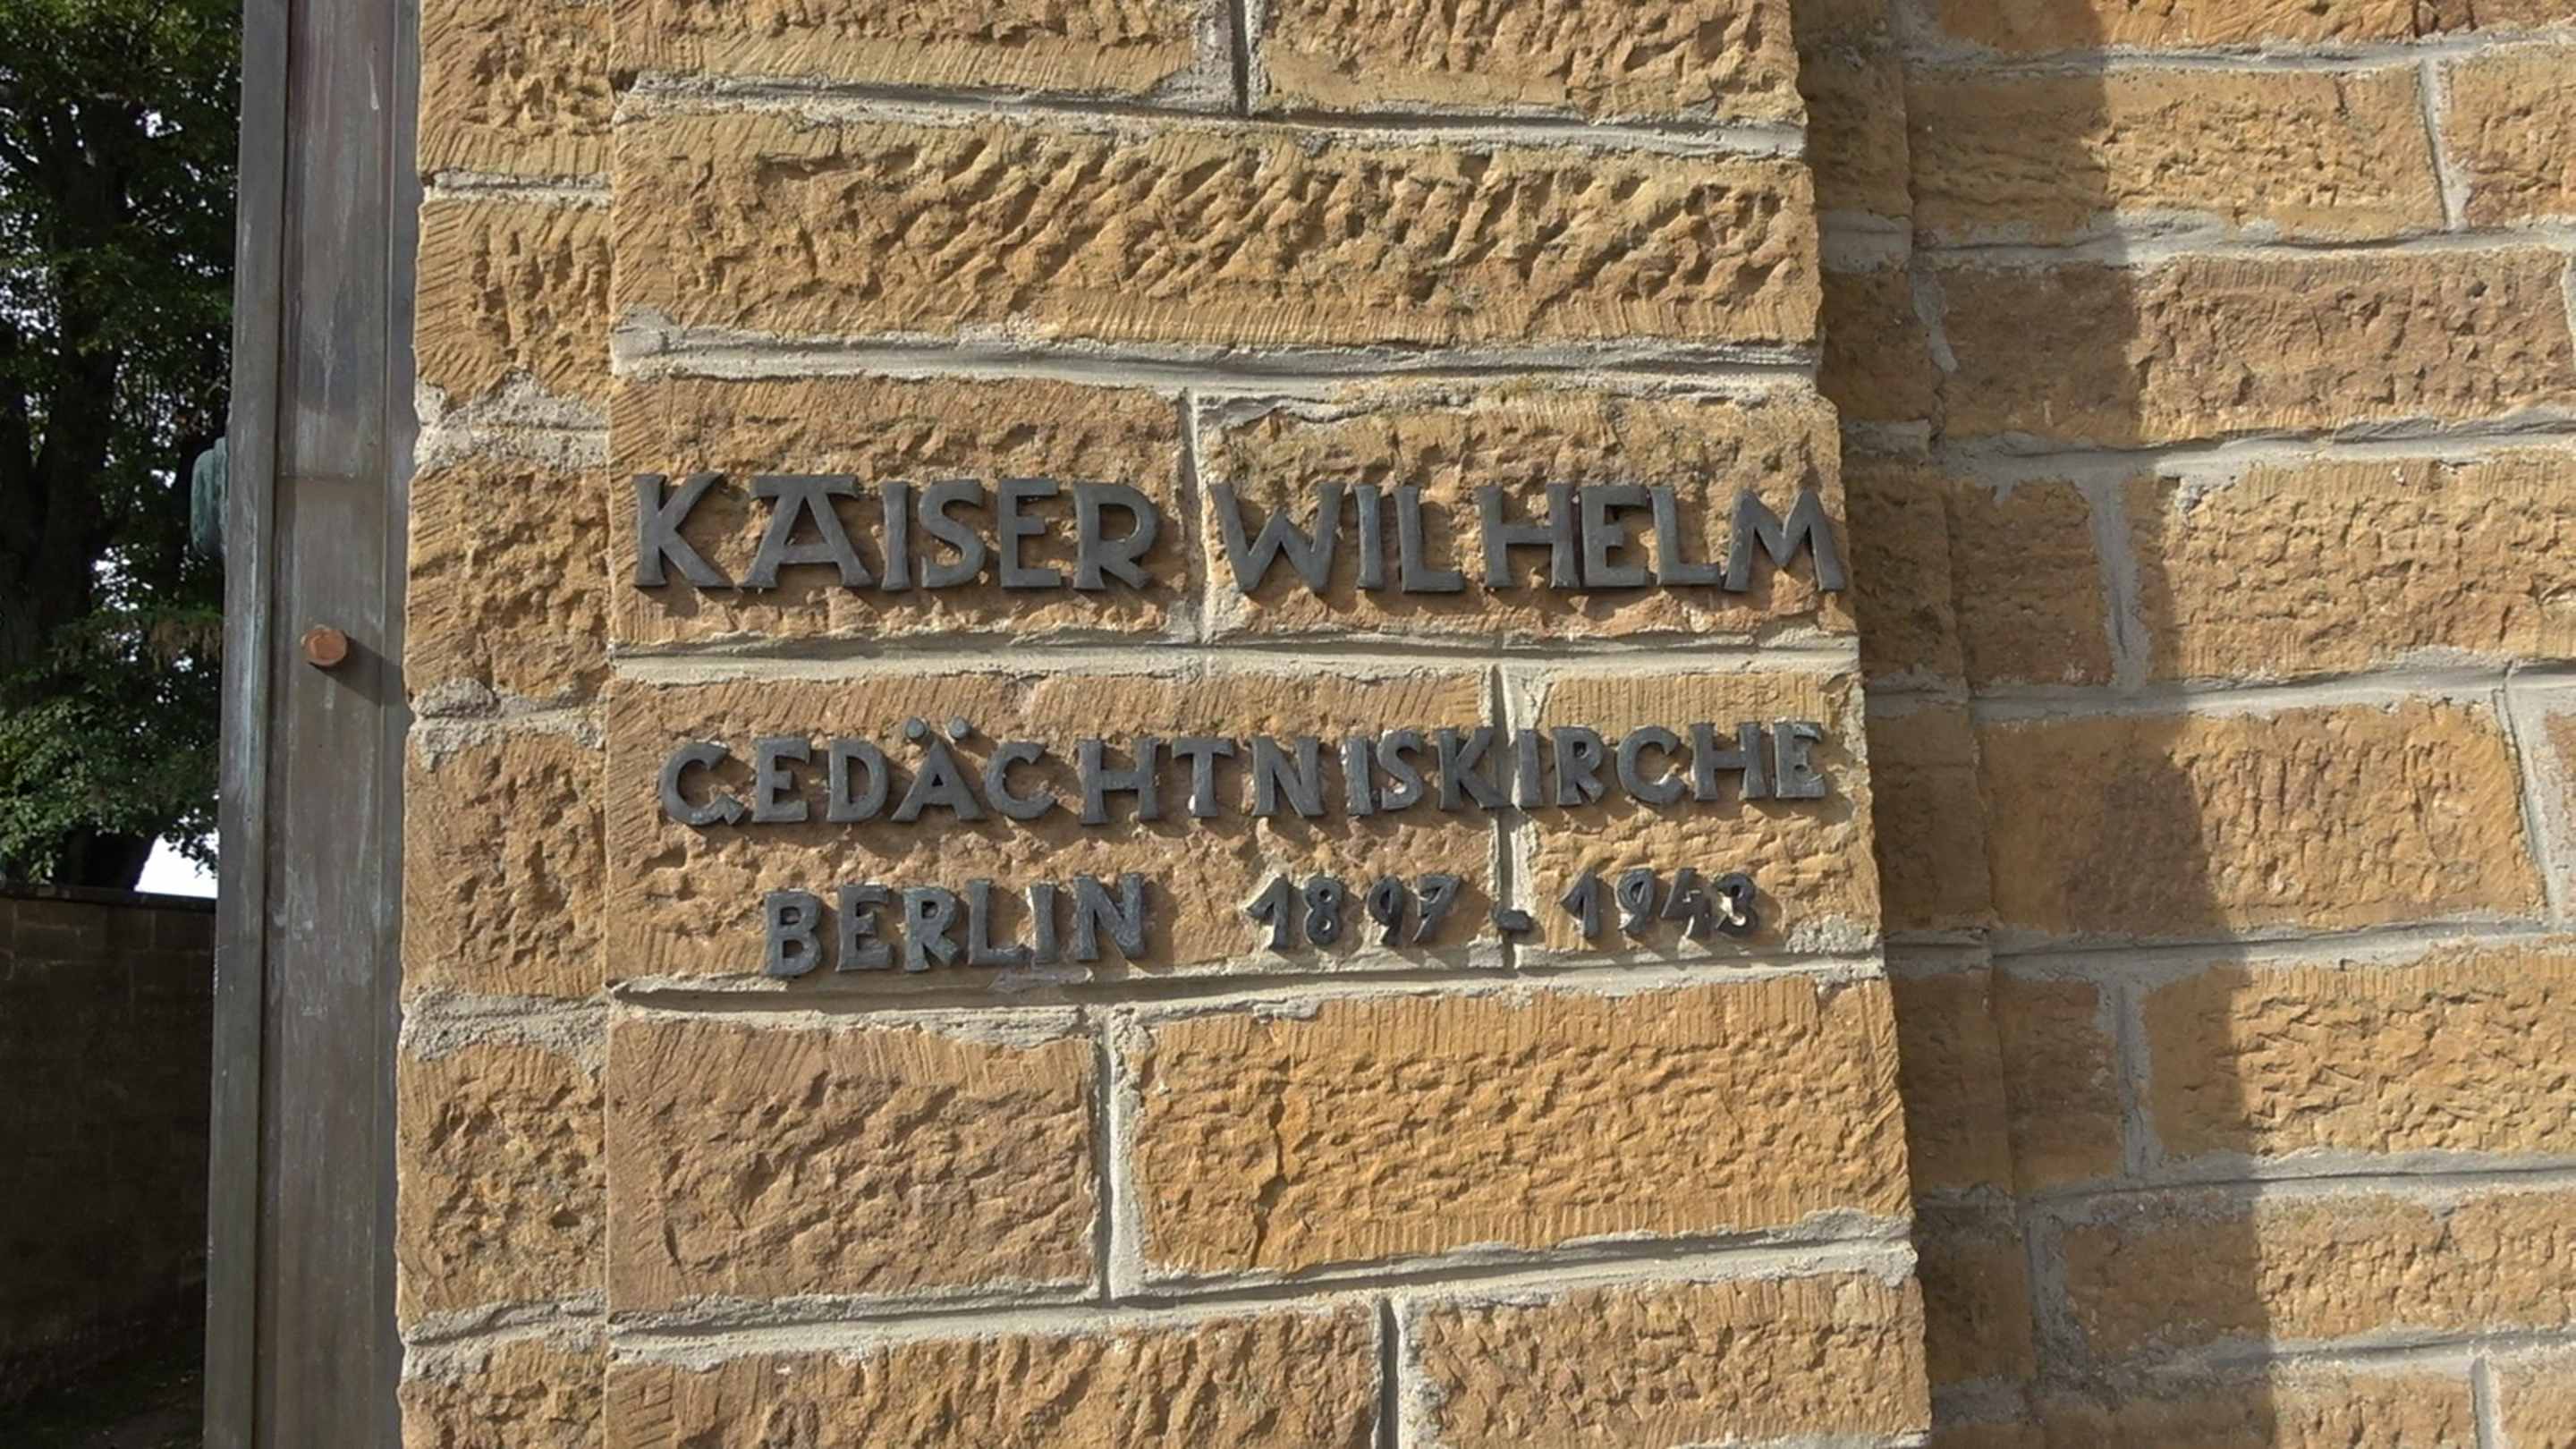 KAISER WILHELM
GEDÄCHTNISKIRCHE
BERLIN 1897 - 1943